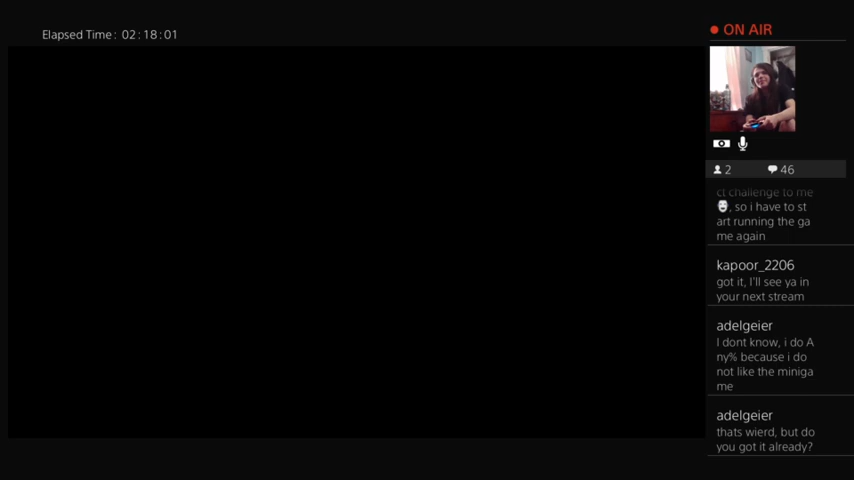 Elapsed Time: 02:18:01
ON AIR
2 46
ct challenge to me
, so i have to st
art running the ga
me again
kapoor_2206
got it, I'll see ya in
your next stream
adelgeier
I dont know, i do A
ny% because i do
not like the miniga
me
adelgeier
thats wierd, but do
you got it already?